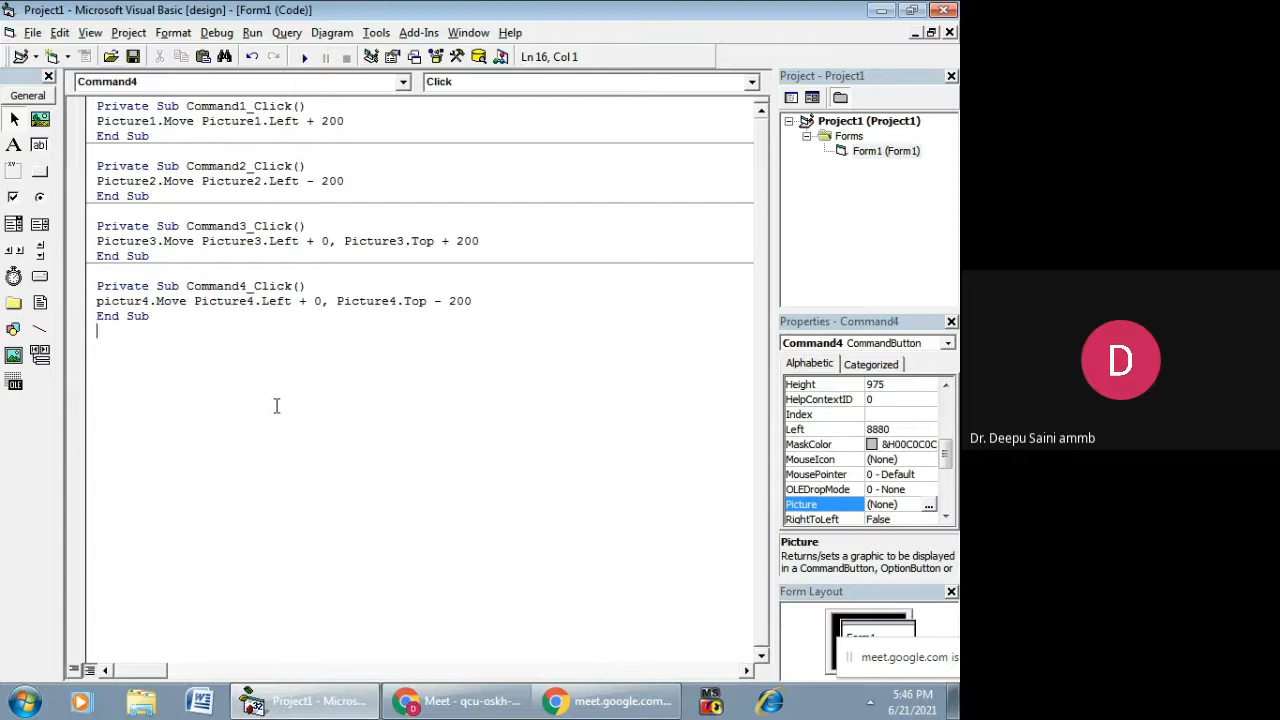 Project1 - Microsoft Visual Basic [design] - [Form1 (Code)]
File Edit View Project Format Debug Run Query Diagram Tools Add-Ins Window Help
Ln 16, Col 1
General
Command4
Click
Private Sub Command1_Click()
Picture1.Move Picture1.Left + 200
End Sub
Private Sub Command2_Click()
Picture2.Move Picture2.Left - 200
End Sub
Private Sub Command3_Click()
Picture3.Move Picture3.Left + 0, Picture3.Top + 200
End Sub
Private Sub Command4_Click()
pictur4.Move Picture4.Left + 0, Picture4.Top - 200
End Sub
Project - Project1
Project1 (Project1)
Forms
Form1 (Form1)
Properties - Command4
Command4 CommandButton
Alphabetic Categorized
Height 975
HelpContextID 0
Index
Left 8880
MaskColor &H00C0C0C
MouseIcon (None)
MousePointer 0 - Default
OLEDropMode 0 - None
Picture (None) ...
RightToLeft False
Picture
Returns/sets a graphic to be displayed
in a CommandButton, OptionButton or
Form Layout
meet.google.com is
D
Dr. Deepu Saini ammb
Project1 - Micros...
Meet - qcu-oskh-...
meet.google.com...
MS
5:46 PM
6/21/2021